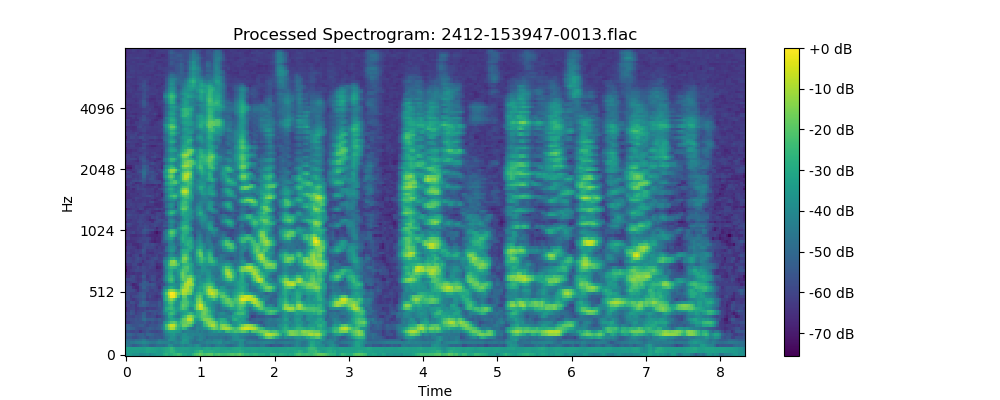 Processed Spectrogram: 2412-153947-0013.flac
Hz
4096
2048
1024
512
0
0 1 2 3 4 5 6 7 8
Time
+0 dB
-10 dB
-20 dB
-30 dB
-40 dB
-50 dB
-60 dB
-70 dB